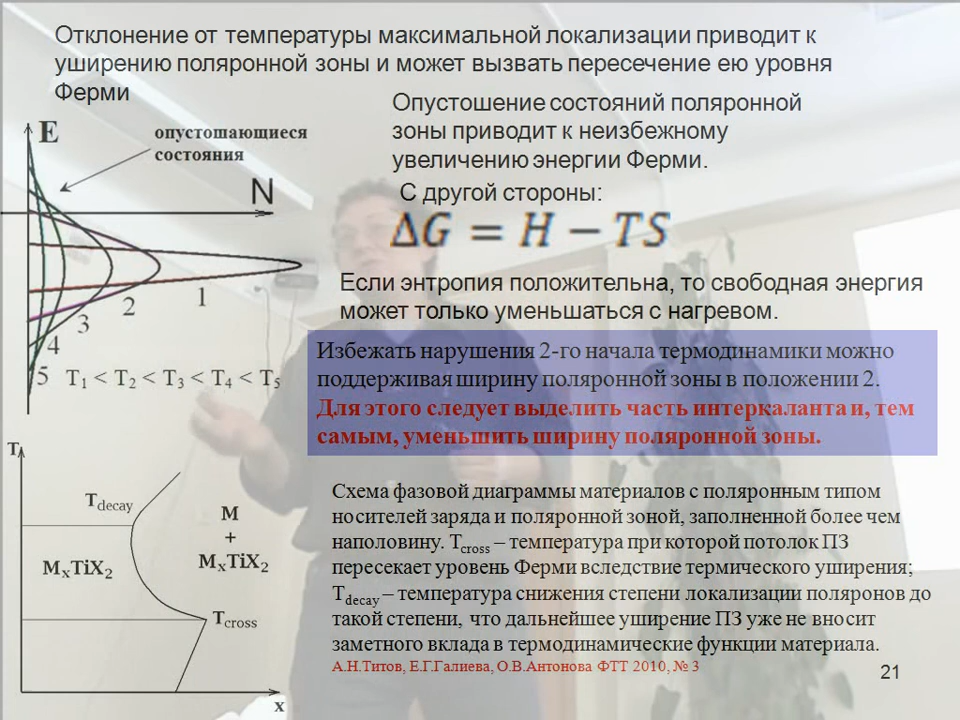 Отклонение от температуры максимальной локализации приводит к
уширению поляронной зоны и может вызвать пересечение ею уровня
Ферми
Опустошение состояний поляронной
зоны приводит к неизбежному
увеличению энергии Ферми.
С другой стороны:
ΔG = H − TS
E
опустошающиеся
состояния
N
1
2
3
4
5
T₁ < T₂ < T₃ < T₄ < T₅
Если энтропия положительна, то свободная энергия
может только уменьшаться с нагревом.
Избежать нарушения 2-го начала термодинамики можно
поддерживая ширину поляронной зоны в положении 2.
Для этого следует выделить часть интеркаланта и, тем
самым, уменьшить ширину поляронной зоны.
T
T_decay
M
+
MₓTiX₂
MₓTiX₂
T_cross
x
Схема фазовой диаграммы материалов с поляронным типом
носителей заряда и поляронной зоной, заполненной более чем
наполовину. T_cross – температура при которой потолок ПЗ
пересекает уровень Ферми вследствие термического уширения;
T_decay – температура снижения степени локализации поляронов до
такой степени, что дальнейшее уширение ПЗ уже не вносит
заметного вклада в термодинамические функции материала.
А.Н.Титов, Е.Г.Галиева, О.В.Антонова ФТТ 2010, № 3
21